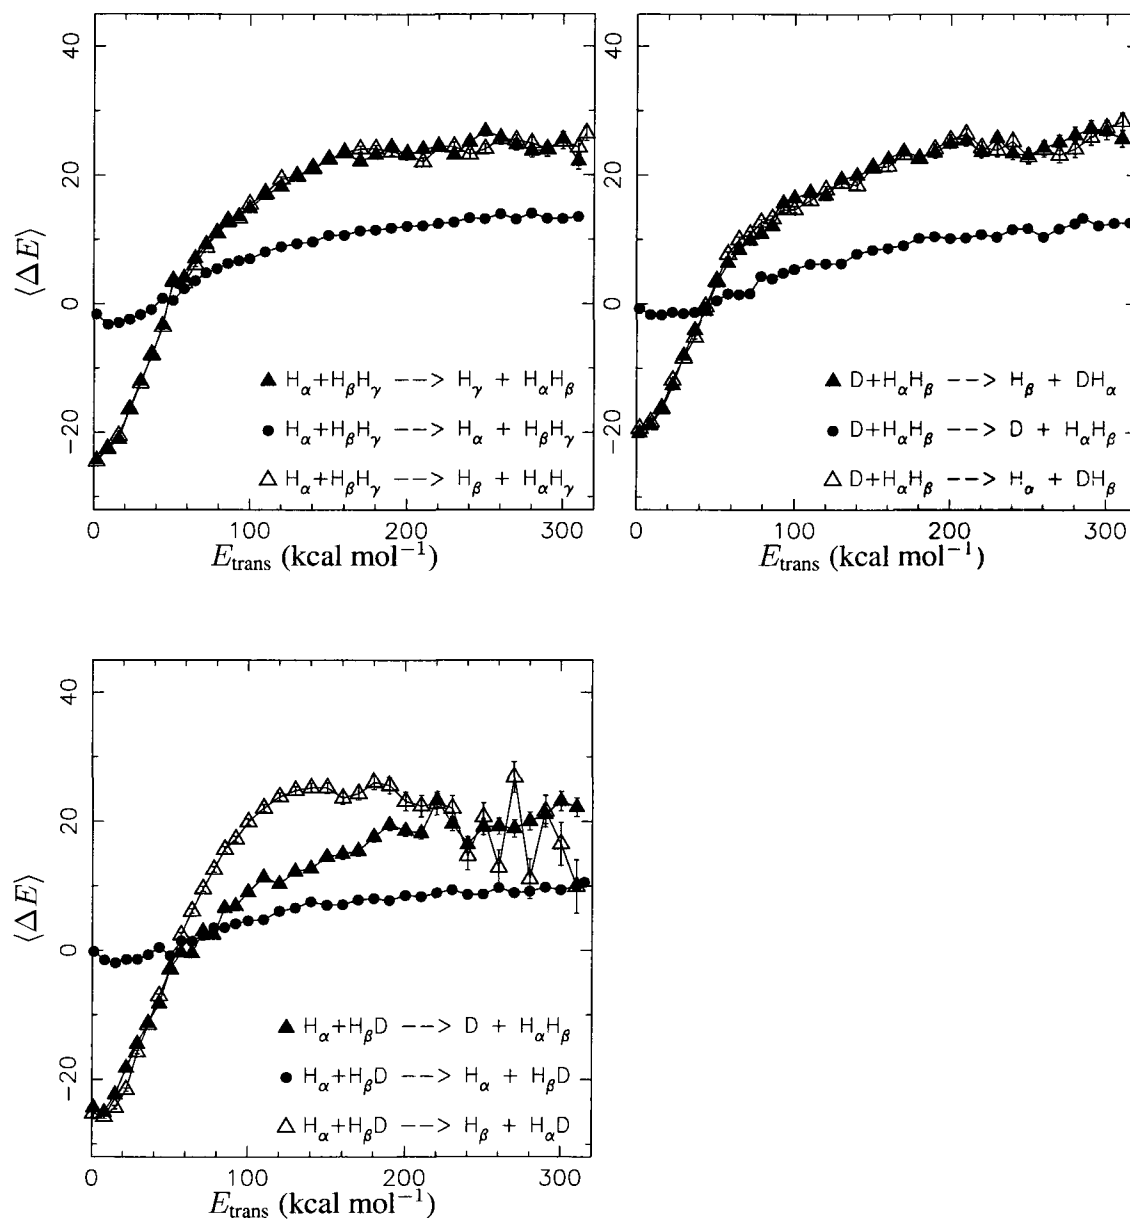 40
20
0
−20
⟨ΔE⟩
▲ Hα+HβHγ ––> Hγ + HαHβ
● Hα+HβHγ ––> Hα + HβHγ
△ Hα+HβHγ ––> Hβ + HαHγ
0 100 200 300
Etrans (kcal mol⁻¹)
40
20
0
−20
▲ D+HαHβ ––> Hβ + DHα
● D+HαHβ ––> D + HαHβ
△ D+HαHβ ––> Hα + DHβ
0 100 200 300
Etrans (kcal mol⁻¹)
40
20
0
−20
⟨ΔE⟩
▲ Hα+HβD ––> D + HαHβ
● Hα+HβD ––> Hα + HβD
△ Hα+HβD ––> Hβ + HαD
0 100 200 300
Etrans (kcal mol⁻¹)